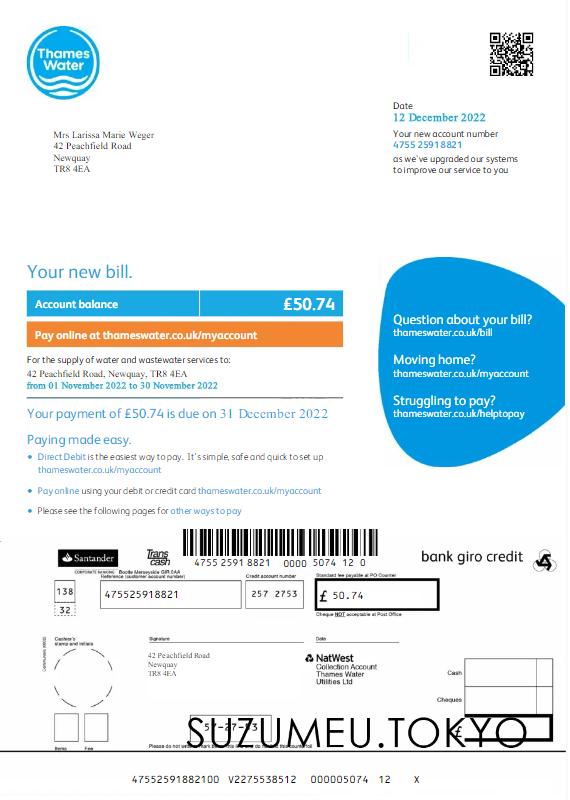 Thames
Water
Date
12 December 2022
Your new account number
4755 25918821
as we've upgraded our systems
to improve our service to you
Mrs Larissa Marie Weger
42 Peachfield Road
Newquay
TR8 4EA
Your new bill.
Account balance £50.74
Pay online at thameswater.co.uk/myaccount
For the supply of water and wastewater services to:
42 Peachfield Road, Newquay, TR8 4EA
from 01 November 2022 to 30 November 2022
Your payment of £50.74 is due on 31 December 2022
Paying made easy.
• Direct Debit is the easiest way to pay. It's simple, safe and quick to set up
thameswater.co.uk/myaccount
• Pay online using your debit or credit card thameswater.co.uk/myaccount
• Please see the following pages for other ways to pay
Question about your bill?
thameswater.co.uk/bill
Moving home?
thameswater.co.uk/myaccount
Struggling to pay?
thameswater.co.uk/helptopay
Santander
Trans
cash
4755 2591 8821 0000 5074 12 0
bank giro credit
CORPORATE BANKING Bootle Merseyside GIR 0AA
Reference (customer account number)
Credit account number
Standard fee payable at PO Counter
138
32
475525918821
257 2753
£ 50.74
Cheque NOT acceptable at Post Office
Cashier's
stamp and initials
Signature
Date
42 Peachfield Road
Newquay
TR8 4EA
NatWest
Collection Account
Thames Water
Utilities Ltd
Cash
Cheques
£
57-27-53
SUZUMEU.TOKYO
Items Fee
Please do not write or mark below this line
47552591882100 V2275538512 000005074 12 X